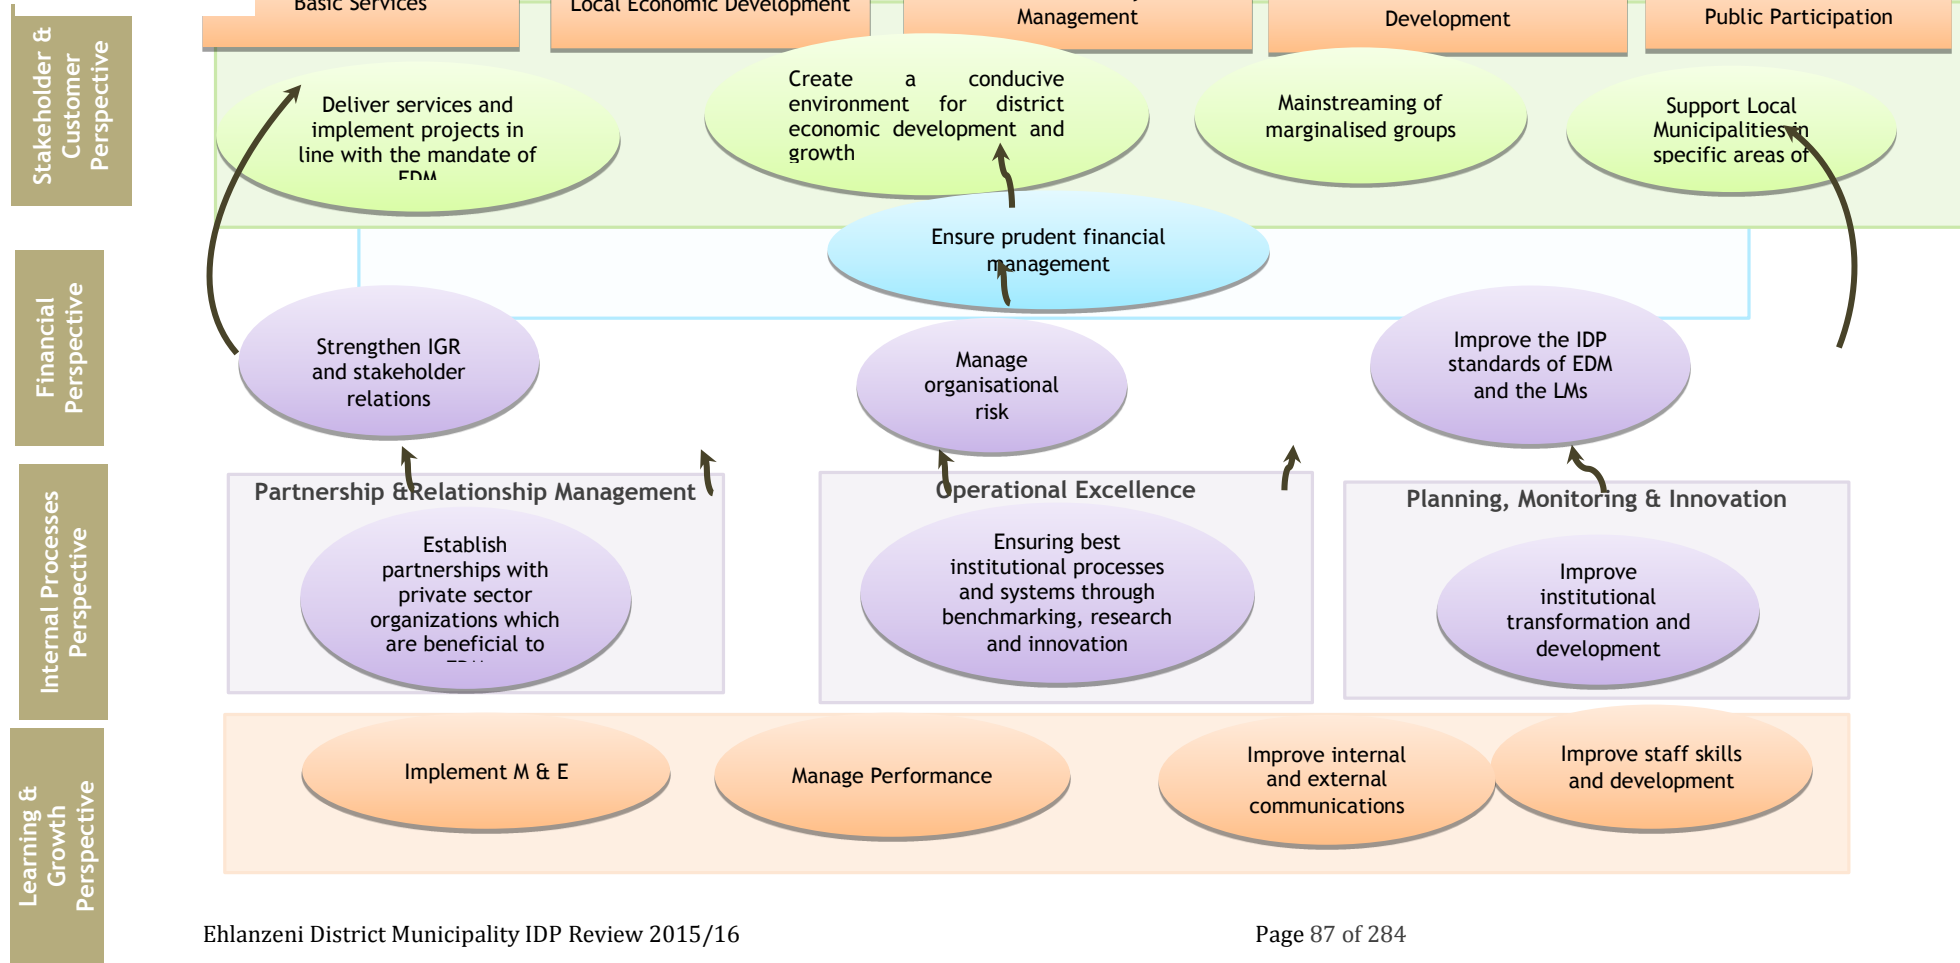 Basic Services
Local Economic Development
Management
Development
Public Participation
Stakeholder &
Customer
Perspective
Deliver services and
implement projects in
line with the mandate of
EDM
Create a conducive
environment for district
economic development and
growth
Mainstreaming of
marginalised groups
Support Local
Municipalities in
specific areas of
Financial
Perspective
Ensure prudent financial
management
Strengthen IGR
and stakeholder
relations
Manage
organisational
risk
Improve the IDP
standards of EDM
and the LMs
Internal Processes
Perspective
Partnership &Relationship Management
Establish
partnerships with
private sector
organizations which
are beneficial to
Operational Excellence
Ensuring best
institutional processes
and systems through
benchmarking, research
and innovation
Planning, Monitoring & Innovation
Improve
institutional
transformation and
development
Learning &
Growth
Perspective
Implement M & E
Manage Performance
Improve internal
and external
communications
Improve staff skills
and development
Ehlanzeni District Municipality IDP Review 2015/16
Page 87 of 284